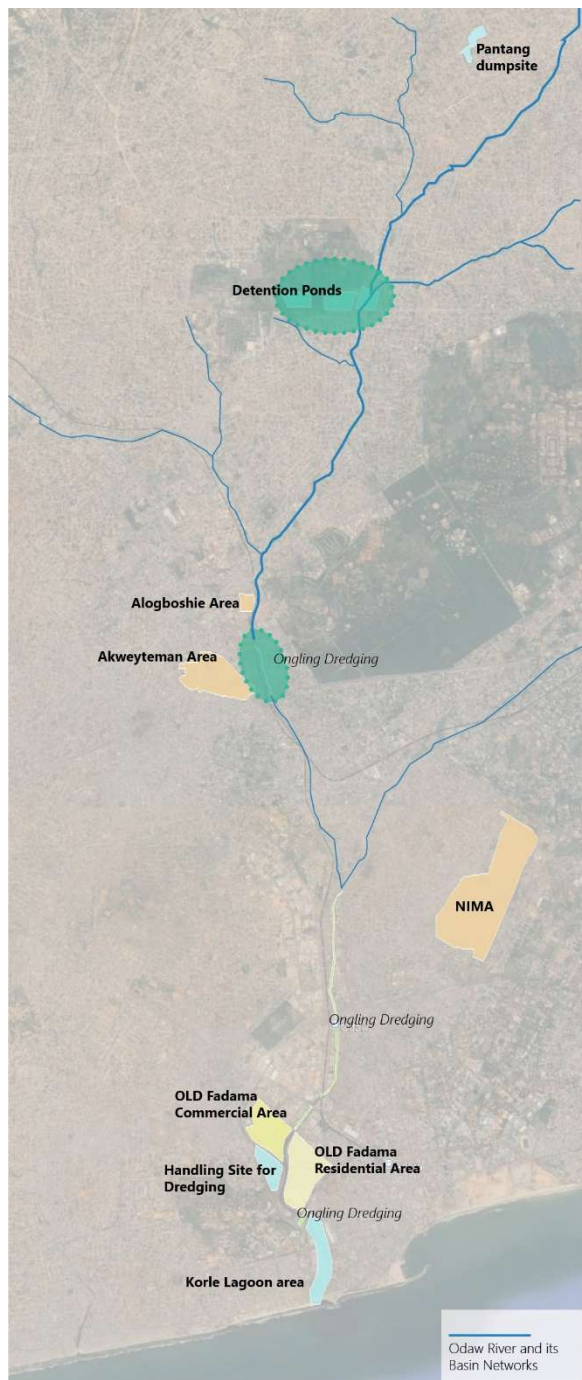 Pantang
dumpsite
Detention Ponds
Alogboshie Area
Akweyteman Area
Ongling Dredging
NIMA
Ongling Dredging
OLD Fadama
Commercial Area
OLD Fadama
Residential Area
Handling Site for
Dredging
Ongling Dredging
Korle Lagoon area
Odaw River and its
Basin Networks